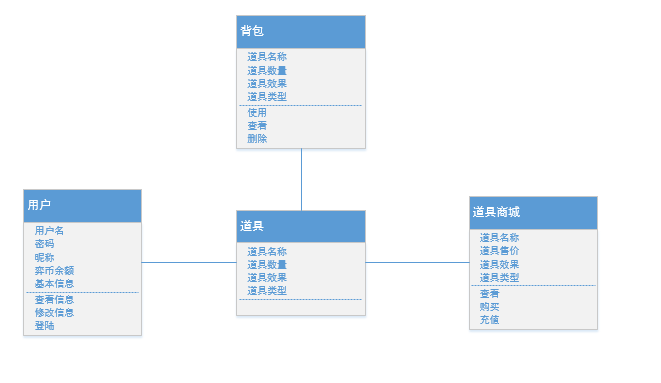 背包
道具名称
道具数量
道具效果
道具类型
使用
查看
删除
用户
用户名
密码
昵称
弈币余额
基本信息
查看信息
修改信息
登陆
道具
道具名称
道具数量
道具效果
道具类型
道具商城
道具名称
道具售价
道具效果
道具类型
查看
购买
充值